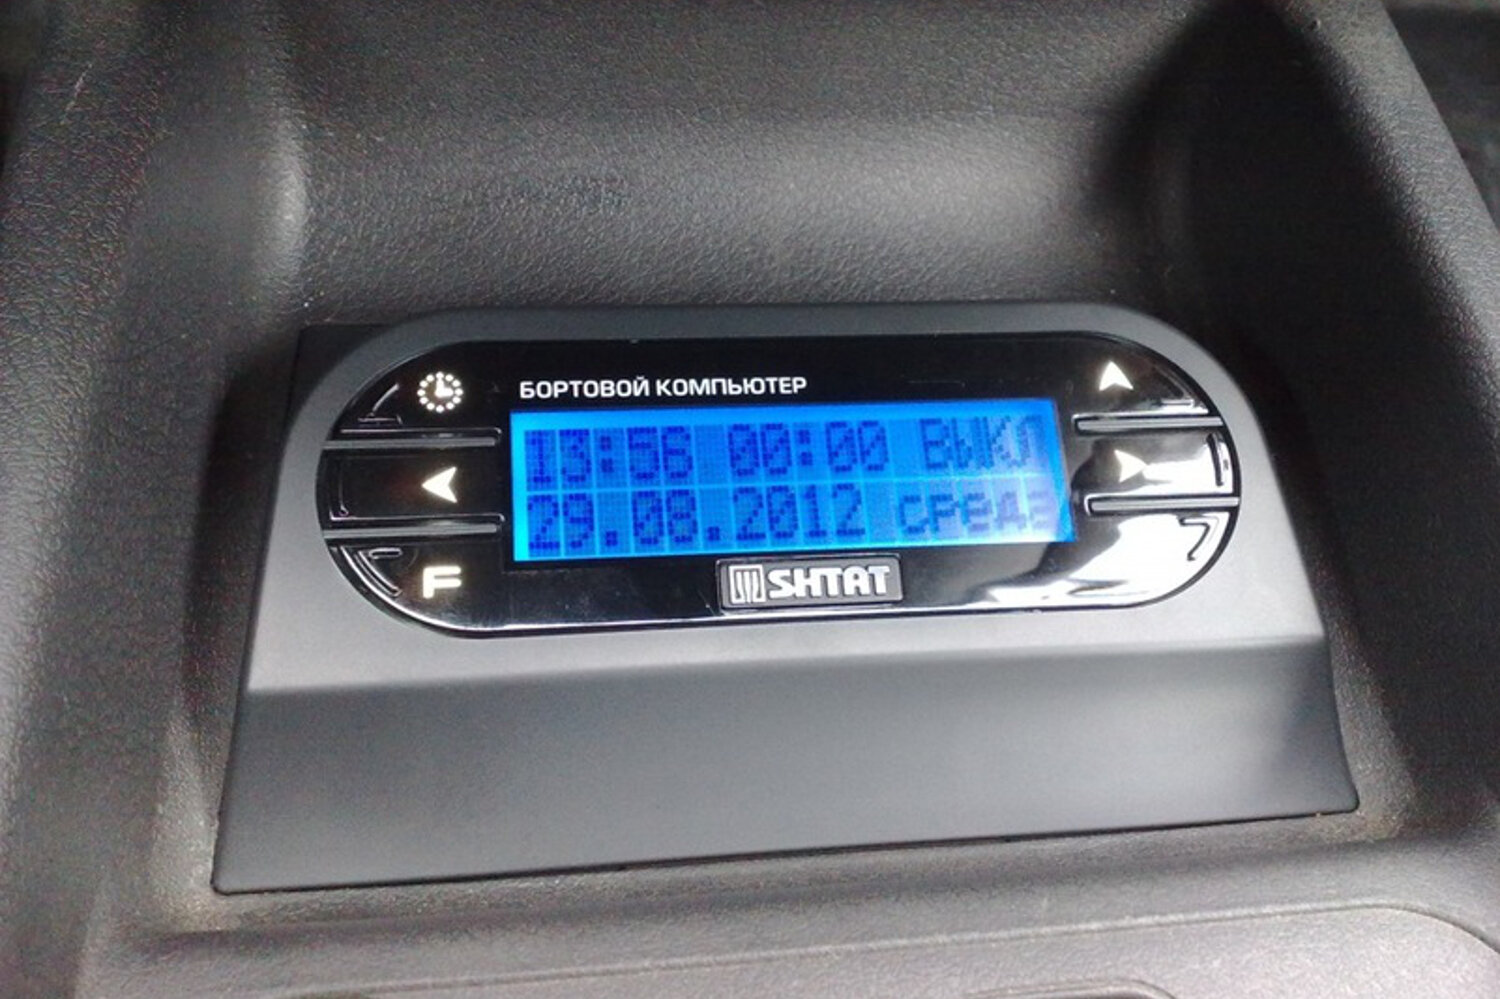 БОРТОВОЙ КОМПЬЮТЕР
13:56 00:00 ВЫКЛ
29.08.2012 среда
F
SHTAT